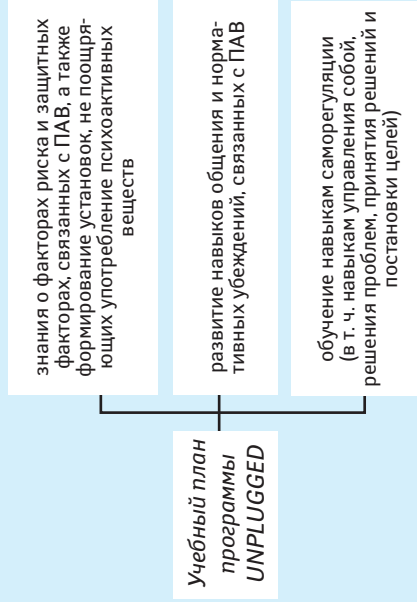 Учебный план
программы
UNPLUGGED
знания о факторах риска и защитных
факторах, связанных с ПАВ, а также
формирование установок, не поощря-
ющих употребление психоактивных
веществ
развитие навыков общения и норма-
тивных убеждений, связанных с ПАВ
обучение навыкам саморегуляции
(в т. ч. навыкам управления собой,
решения проблем, принятия решений и
постановки целей)